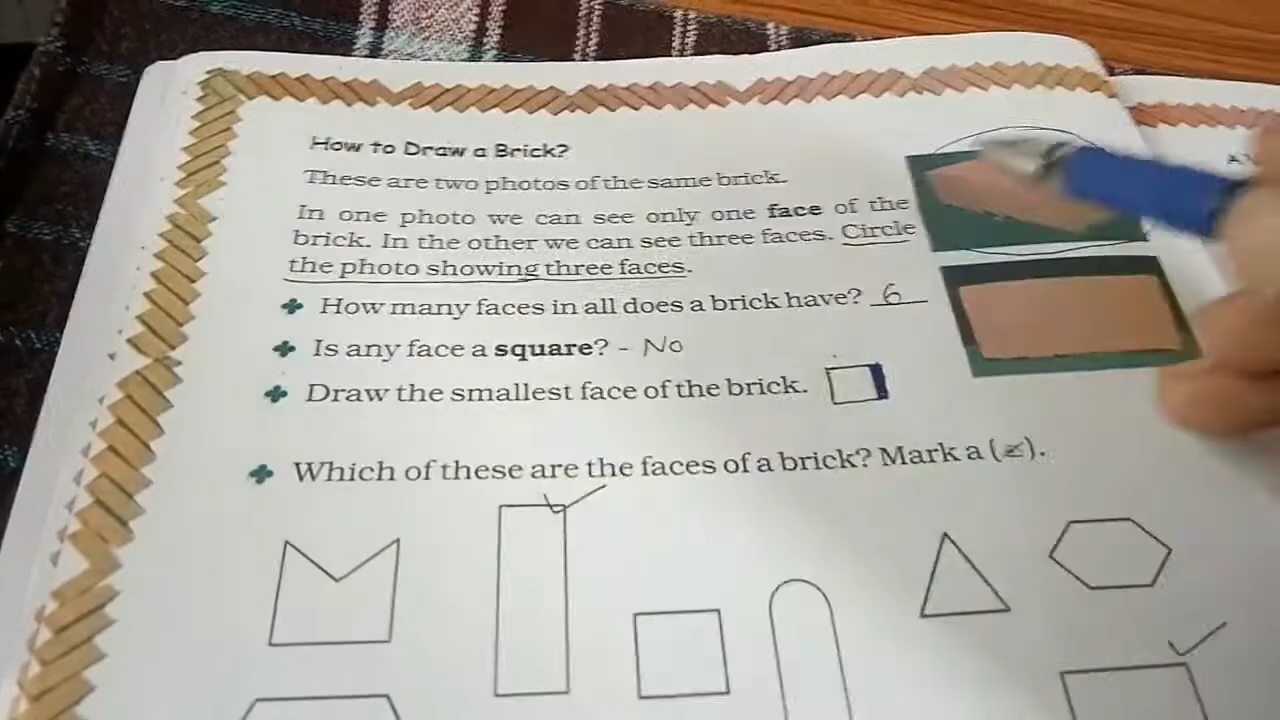 How to Draw a Brick?
These are two photos of the same brick.
In one photo we can see only one face of the
brick. In the other we can see three faces. Circle
the photo showing three faces.
How many faces in all does a brick have? 6
Is any face a square? - No
Draw the smallest face of the brick.
Which of these are the faces of a brick? Mark a (✓).